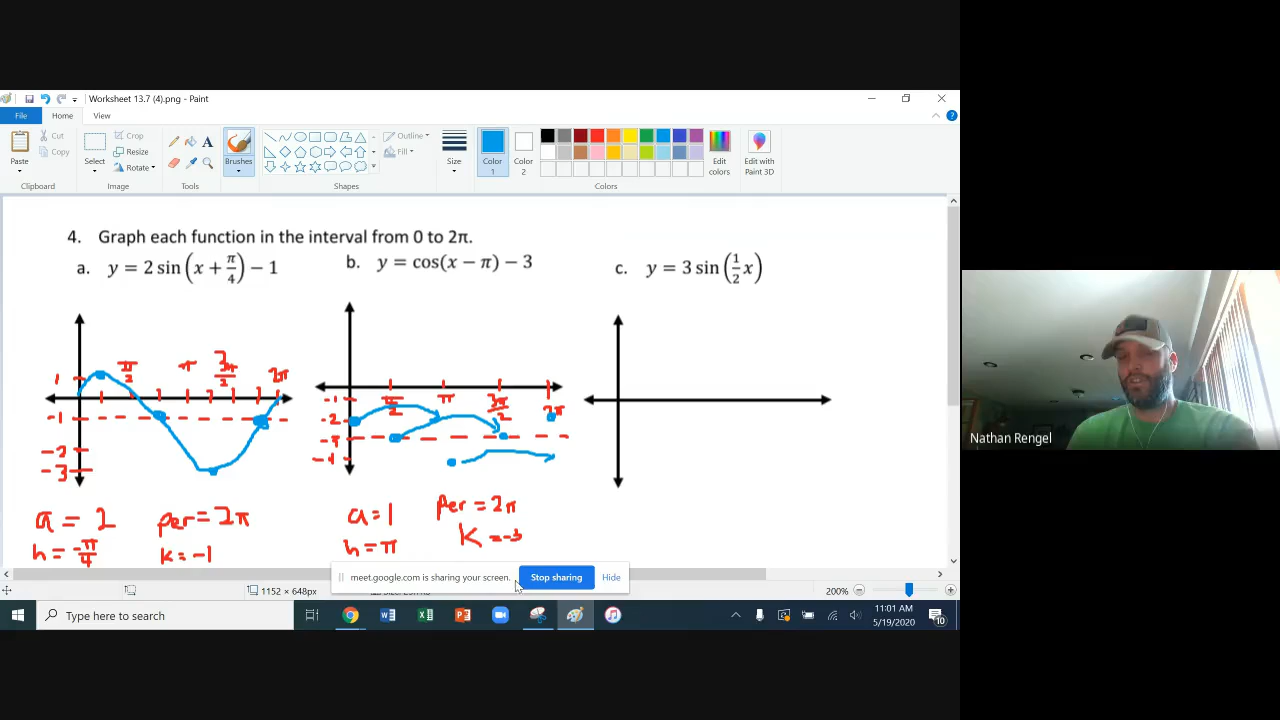 Worksheet 13.7 (4).png - Paint
File
Home
View
Paste
Cut
Copy
Clipboard
Select
Crop
Resize
Rotate
Image
A
Tools
Brushes
Shapes
Outline
Fill
Size
Color 1
Color 2
Colors
Edit colors
Edit with Paint 3D
4. Graph each function in the interval from 0 to 2π.
a. y = 2 sin(x + π/4) − 1
b. y = cos(x − π) − 3
c. y = 3 sin(1/2 x)
1
-1
-2
-3
π/2
π
3π/2
2π
-1
-2
-4
π/2
π
3π/2
2π
a = 2
per = 2π
h = -π/4
k = -1
a = 1
per = 2π
h = π
K = -3
meet.google.com is sharing your screen.
Stop sharing
Hide
1152 × 648px
200%
Type here to search
11:01 AM
5/19/2020
10
Nathan Rengel